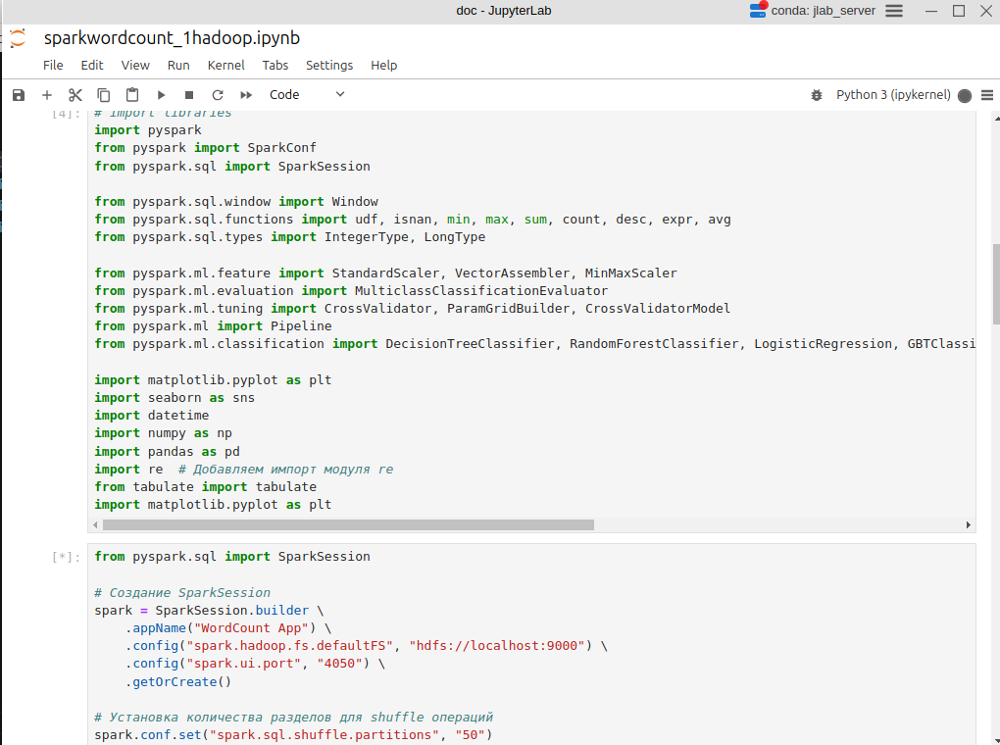 doc - JupyterLab
conda: jlab_server
sparkwordcount_1hadoop.ipynb
File Edit View Run Kernel Tabs Settings Help
Code
Python 3 (ipykernel)
[4]: # Import libraries
import pyspark
from pyspark import SparkConf
from pyspark.sql import SparkSession
from pyspark.sql.window import Window
from pyspark.sql.functions import udf, isnan, min, max, sum, count, desc, expr, avg
from pyspark.sql.types import IntegerType, LongType
from pyspark.ml.feature import StandardScaler, VectorAssembler, MinMaxScaler
from pyspark.ml.evaluation import MulticlassClassificationEvaluator
from pyspark.ml.tuning import CrossValidator, ParamGridBuilder, CrossValidatorModel
from pyspark.ml import Pipeline
from pyspark.ml.classification import DecisionTreeClassifier, RandomForestClassifier, LogisticRegression, GBTClassi
import matplotlib.pyplot as plt
import seaborn as sns
import datetime
import numpy as np
import pandas as pd
import re  # Добавляем импорт модуля re
from tabulate import tabulate
import matplotlib.pyplot as plt
[*]: from pyspark.sql import SparkSession
# Создание SparkSession
spark = SparkSession.builder \
    .appName("WordCount App") \
    .config("spark.hadoop.fs.defaultFS", "hdfs://localhost:9000") \
    .config("spark.ui.port", "4050") \
    .getOrCreate()
# Установка количества разделов для shuffle операций
spark.conf.set("spark.sql.shuffle.partitions", "50")